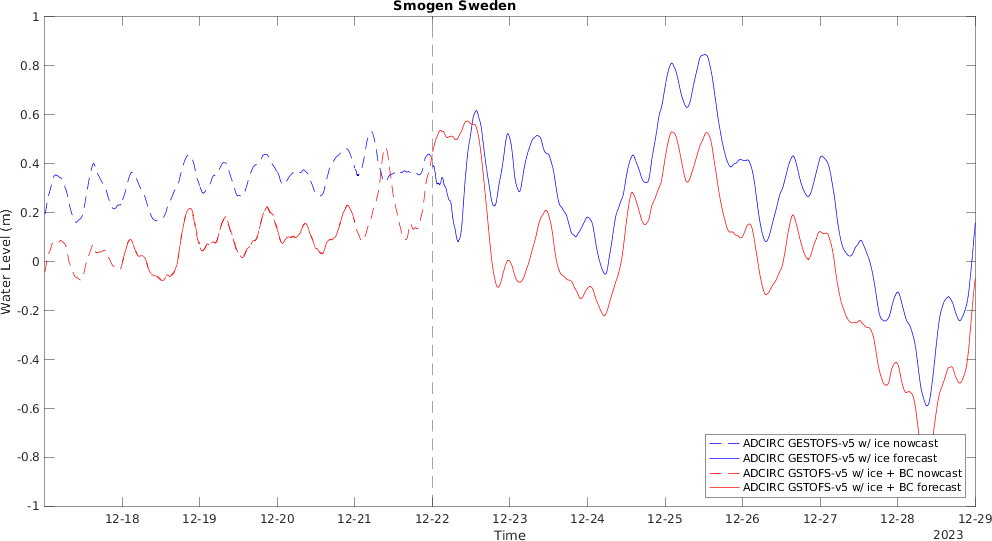 Smogen Sweden
1
0.8
0.6
0.4
0.2
0
-0.2
-0.4
-0.6
-0.8
-1
Water Level (m)
12-18 12-19 12-20 12-21 12-22 12-23 12-24 12-25 12-26 12-27 12-28 12-29
Time
2023
ADCIRC GESTOFS-v5 w/ ice nowcast
ADCIRC GESTOFS-v5 w/ ice forecast
ADCIRC GSTOFS-v5 w/ ice + BC nowcast
ADCIRC GSTOFS-v5 w/ ice + BC forecast